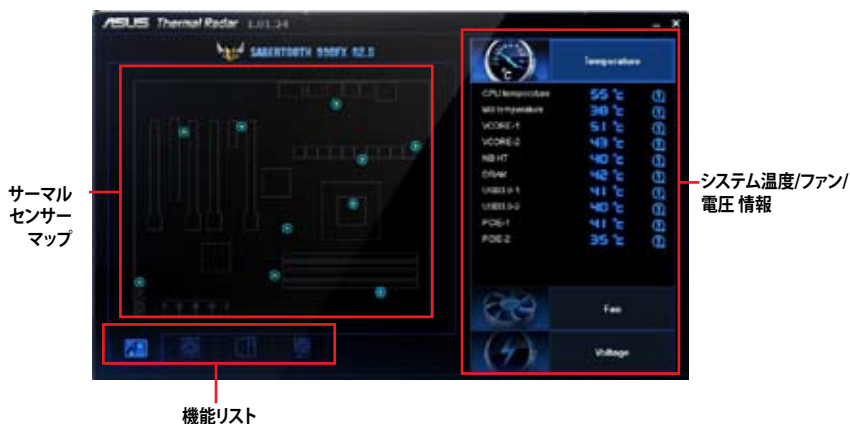 ASUS Thermal Radar 1.01.34
SABERTOOTH 990FX R2.0
サーマル
センサー
マップ
機能リスト
Temperature
°C
CPU temperature 55 °c
MB temperature 38 °c
VCORE-1 51 °c
VCORE-2 43 °c
NB HT 40 °c
DRAM 42 °c
USB3.0-1 41 °c
USB3.0-2 40 °c
PCIE-1 41 °c
PCIE-2 35 °c
Fan
Voltage
システム温度/ファン/
電圧 情報